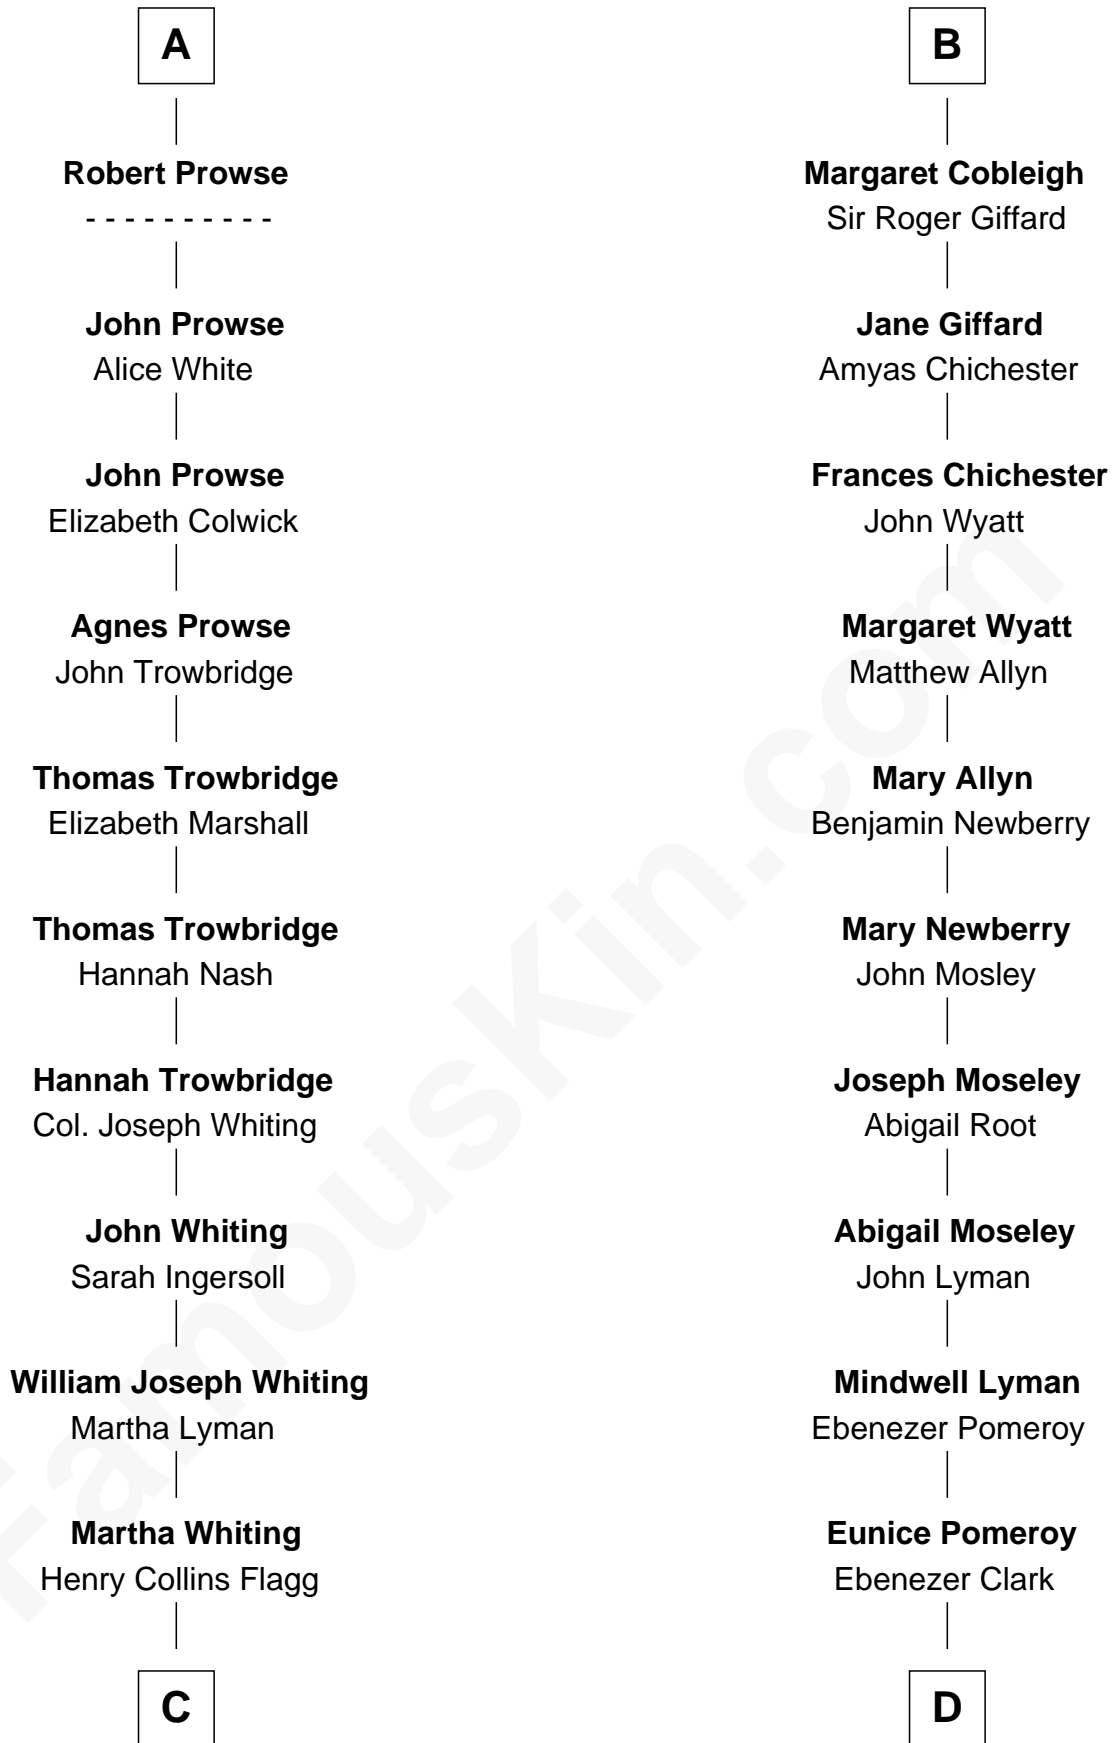 A
Robert Prowse
- - - - - - - - - -
John Prowse
Alice White
John Prowse
Elizabeth Colwick
Agnes Prowse
John Trowbridge
Thomas Trowbridge
Elizabeth Marshall
Thomas Trowbridge
Hannah Nash
Hannah Trowbridge
Col. Joseph Whiting
John Whiting
Sarah Ingersoll
William Joseph Whiting
Martha Lyman
Martha Whiting
Henry Collins Flagg
C
B
Margaret Cobleigh
Sir Roger Giffard
Jane Giffard
Amyas Chichester
Frances Chichester
John Wyatt
Margaret Wyatt
Matthew Allyn
Mary Allyn
Benjamin Newberry
Mary Newberry
John Mosley
Joseph Moseley
Abigail Root
Abigail Moseley
John Lyman
Mindwell Lyman
Ebenezer Pomeroy
Eunice Pomeroy
Ebenezer Clark
D
FamousKin.com